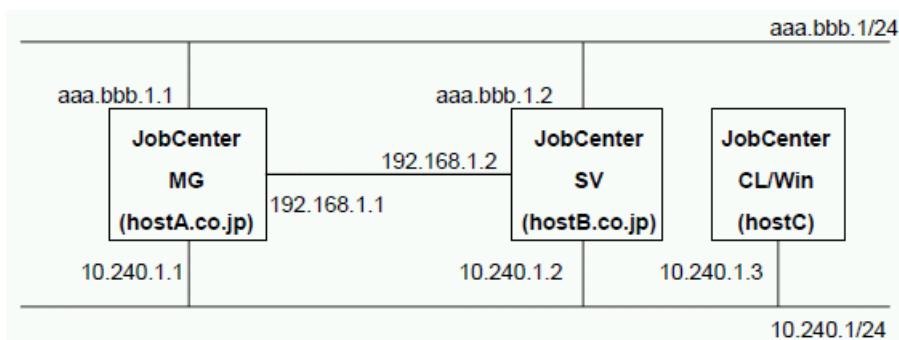 aaa.bbb.1/24
aaa.bbb.1.1
aaa.bbb.1.2
JobCenter
MG
(hostA.co.jp)
192.168.1.2
192.168.1.1
JobCenter
SV
(hostB.co.jp)
JobCenter
CL/Win
(hostC)
10.240.1.1
10.240.1.2
10.240.1.3
10.240.1/24